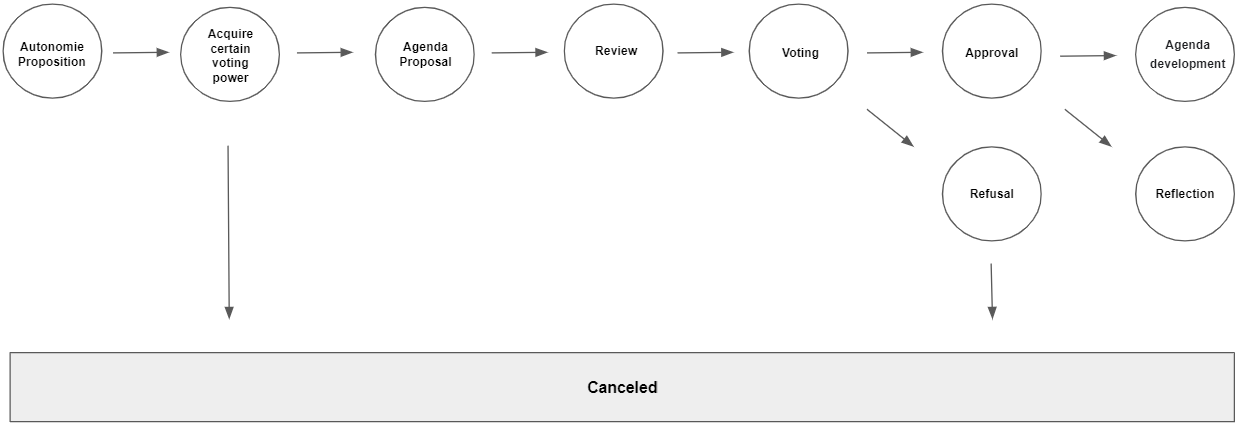 Autonomie
Proposition
Acquire
certain
voting
power
Agenda
Proposal
Review
Voting
Approval
Agenda
development
Refusal
Reflection
Canceled